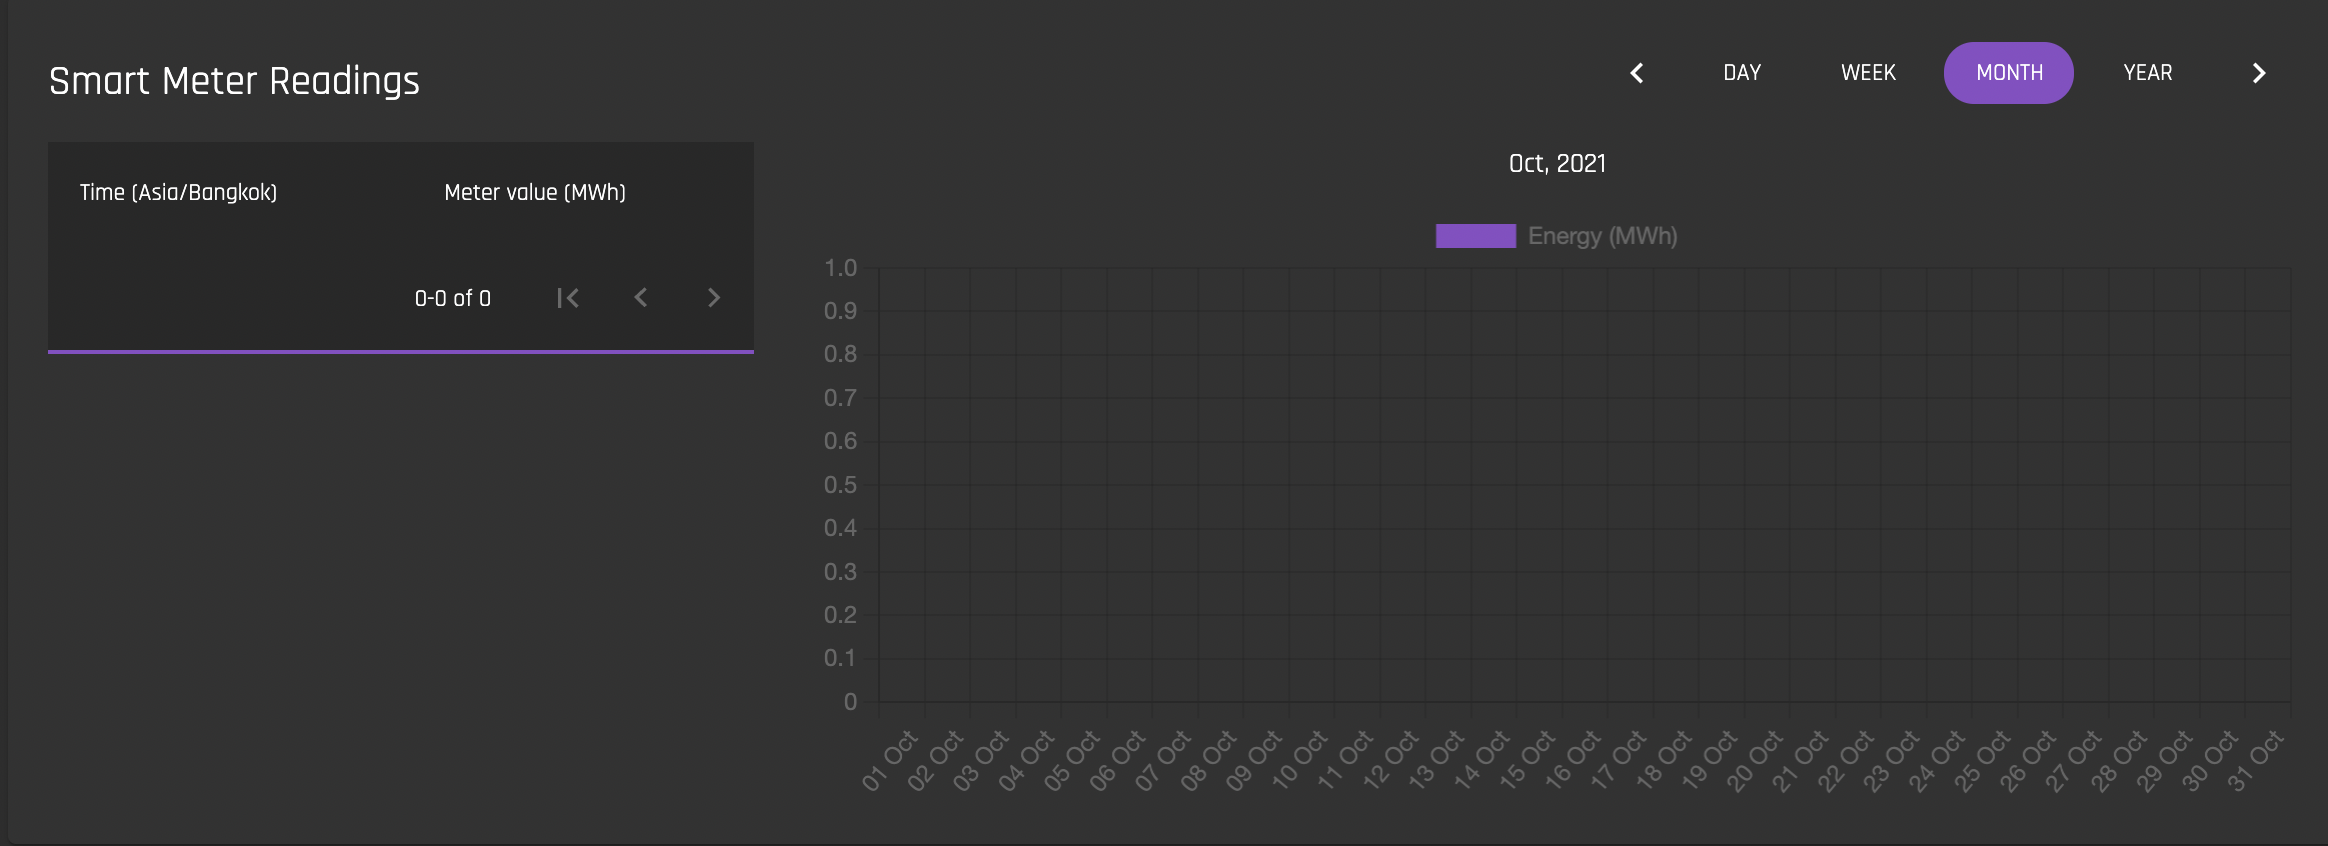 Smart Meter Readings
DAY WEEK MONTH YEAR
Time (Asia/Bangkok) Meter value (MWh)
0-0 of 0
Oct, 2021
Energy (MWh)
1.0
0.9
0.8
0.7
0.6
0.5
0.4
0.3
0.2
0.1
0
01 Oct 02 Oct 03 Oct 04 Oct 05 Oct 06 Oct 07 Oct 08 Oct 09 Oct 10 Oct 11 Oct 12 Oct 13 Oct 14 Oct 15 Oct 16 Oct 17 Oct 18 Oct 19 Oct 20 Oct 21 Oct 22 Oct 23 Oct 24 Oct 25 Oct 26 Oct 27 Oct 28 Oct 29 Oct 30 Oct 31 Oct